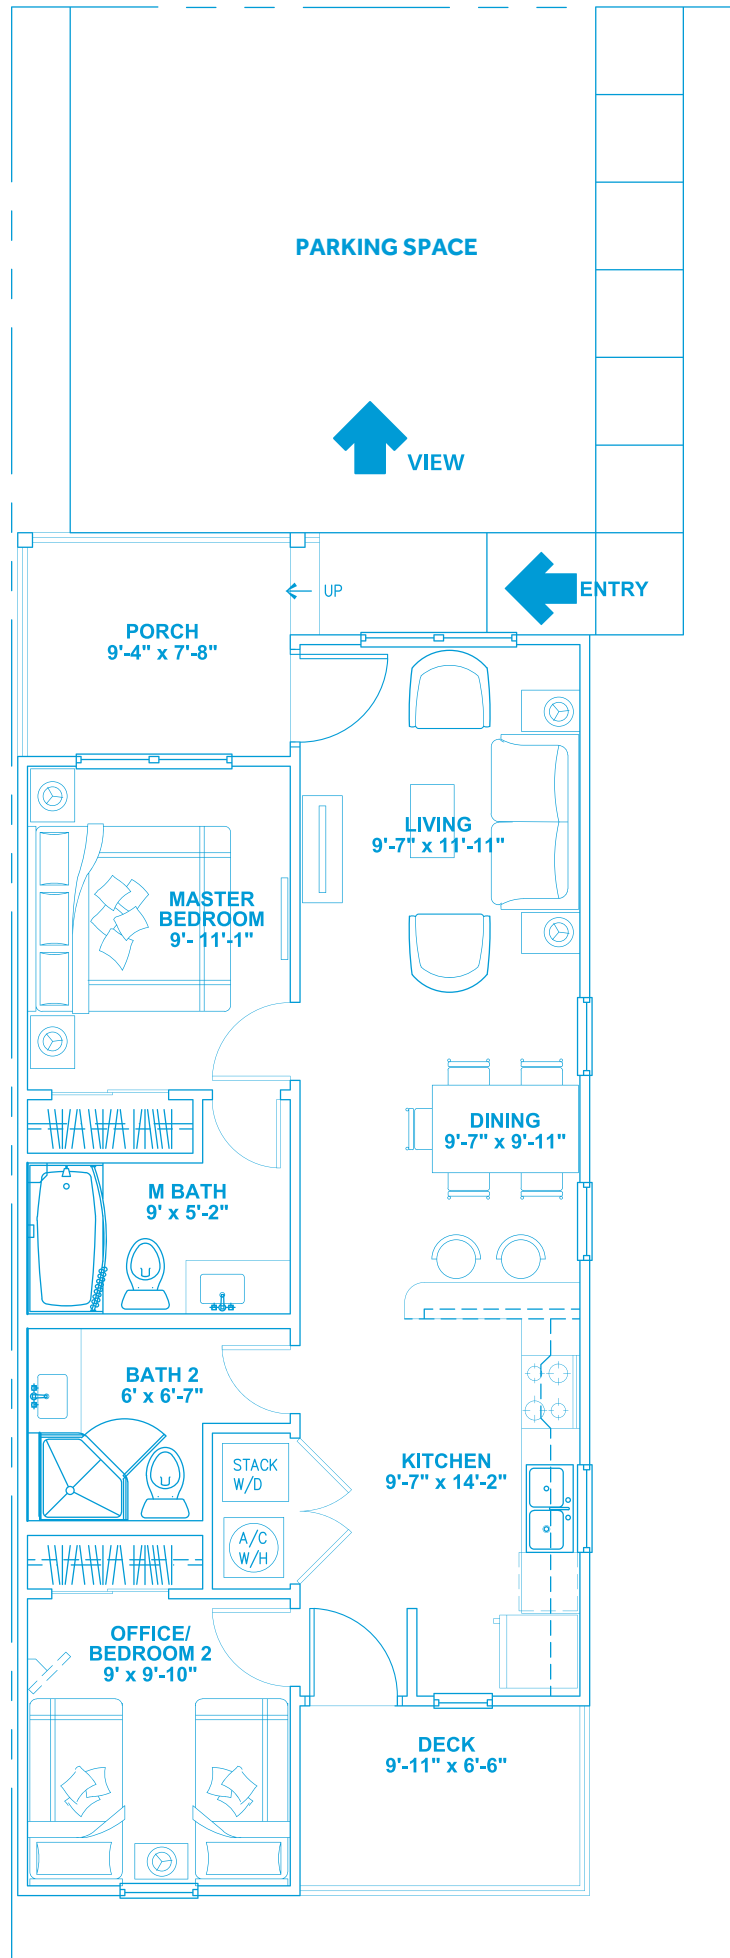 PARKING SPACE
VIEW
ENTRY
UP
PORCH
9'-4" x 7'-8"
LIVING
9'-7" x 11'-11"
MASTER
BEDROOM
9'- 11'-1"
DINING
9'-7" x 9'-11"
M BATH
9' x 5'-2"
BATH 2
6' x 6'-7"
KITCHEN
9'-7" x 14'-2"
STACK
W/D
A/C
W/H
OFFICE/
BEDROOM 2
9' x 9'-10"
DECK
9'-11" x 6'-6"